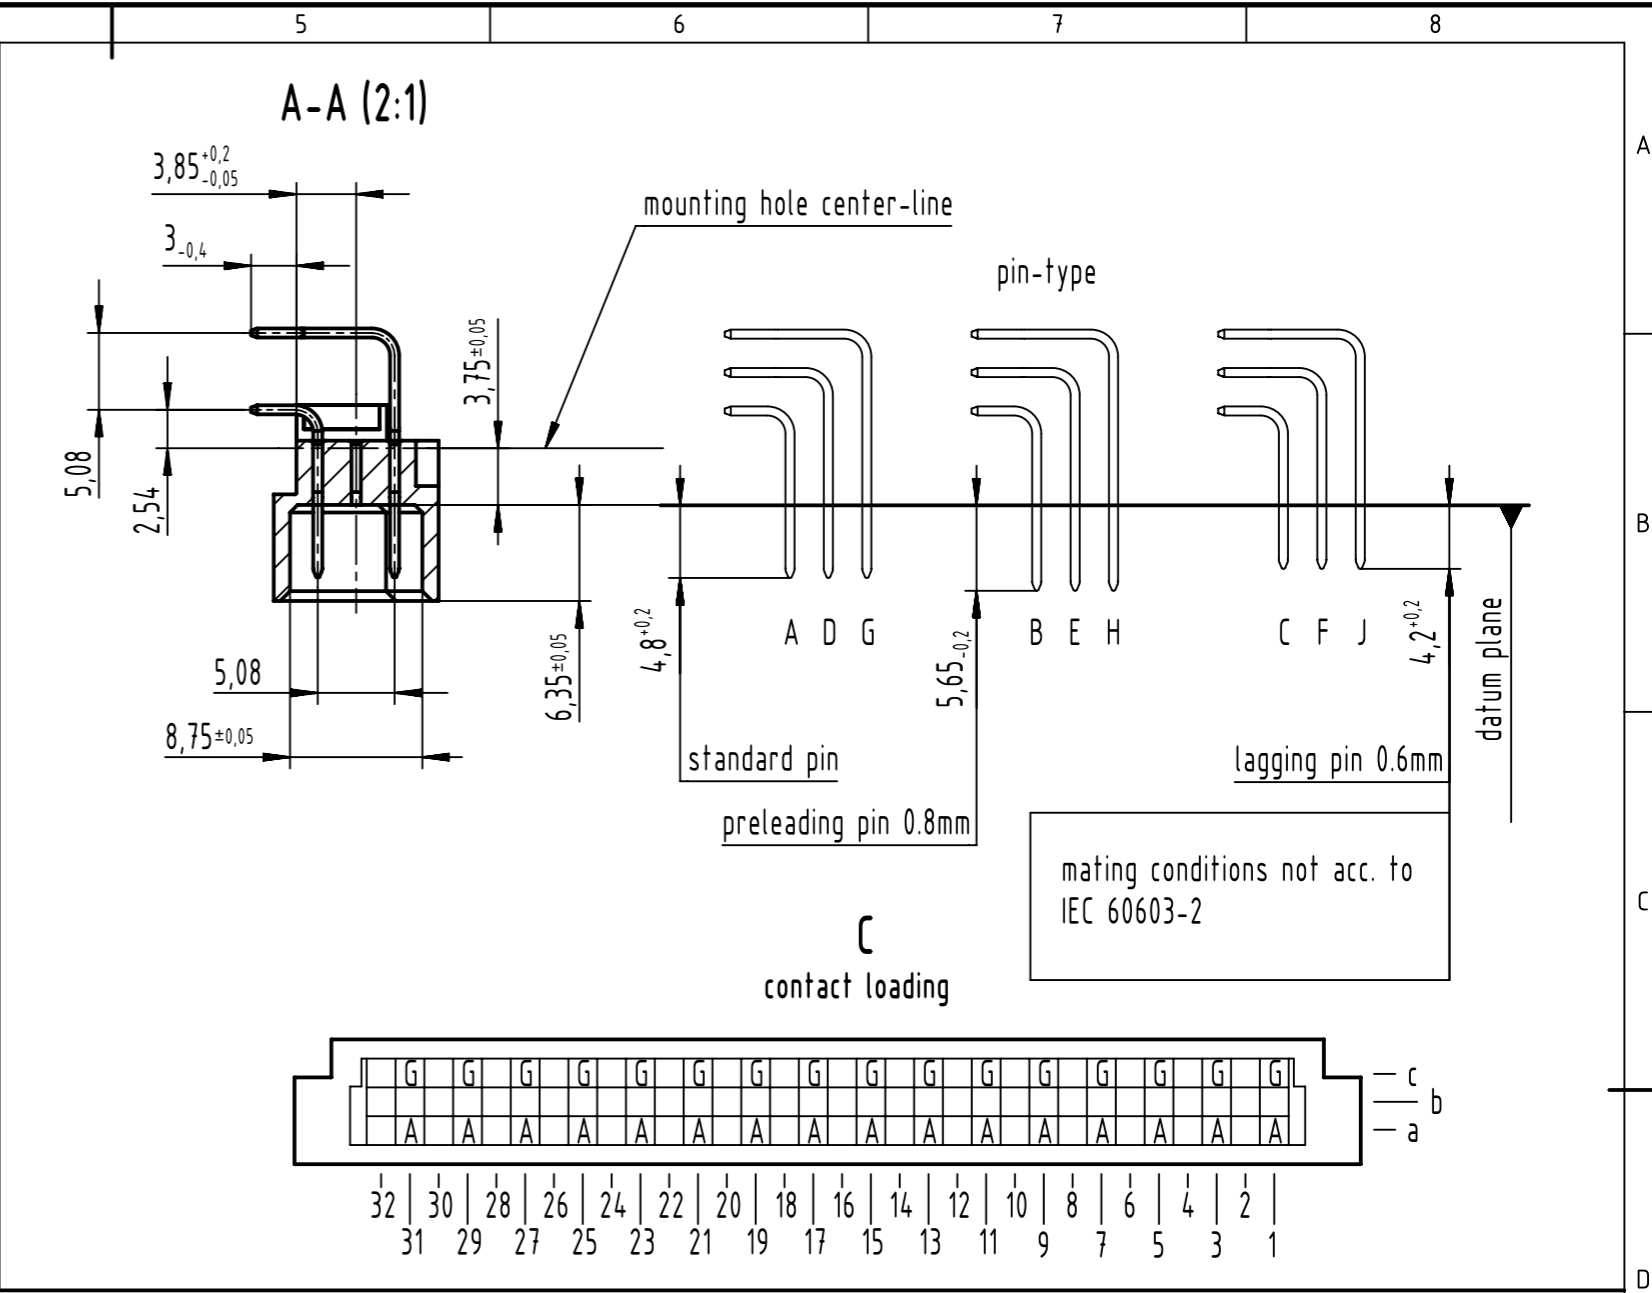 5 6 7 8
A-A (2:1)
A
3,85 +0,2 -0,05
mounting hole center-line
3 -0,4
pin-type
3,75±0,05
5,08
2,54
B
A D G
B E H
C F J
4,8+0,2
5,65-0,2
4,2+0,2
6,35±0,05
datum plane
5,08
8,75±0,05
standard pin
lagging pin 0.6mm
preleading pin 0.8mm
mating conditions not acc. to
IEC 60603-2
C
C
contact loading
G G G G G G G G G G G G G G G G
c
b
A A A A A A A A A A A A A A A A
a
32 30 28 26 24 22 20 18 16 14 12 10 8 6 4 2
31 29 27 25 23 21 19 17 15 13 11 9 7 5 3 1
D